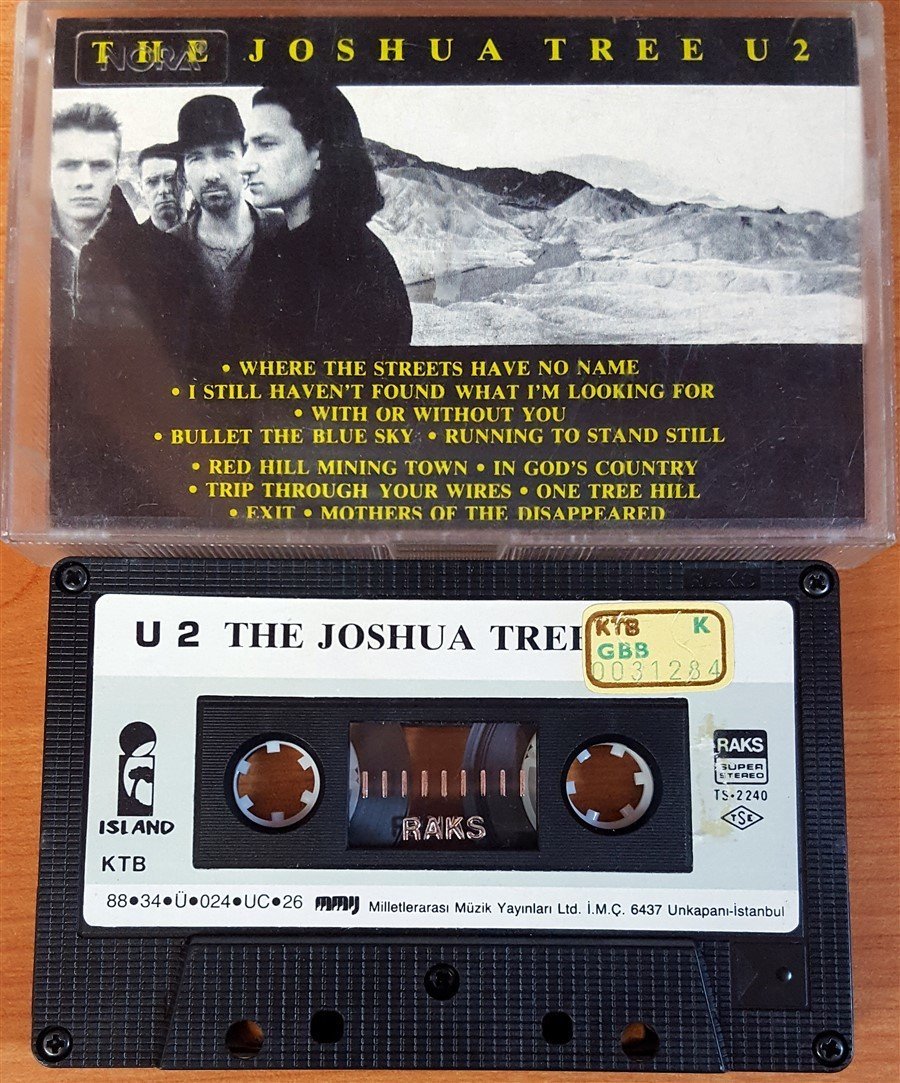 THE JOSHUA TREE U2
NORA
• WHERE THE STREETS HAVE NO NAME
• I STILL HAVEN'T FOUND WHAT I'M LOOKING FOR
• WITH OR WITHOUT YOU
• BULLET THE BLUE SKY • RUNNING TO STAND STILL
• RED HILL MINING TOWN • IN GOD'S COUNTRY
• TRIP THROUGH YOUR WIRES • ONE TREE HILL
• EXIT • MOTHERS OF THE DISAPPEARED
RAKS
U 2 THE JOSHUA TREE
KTB K
GBB
0031284
ISLAND
KTB
RAKS
RAKS
SUPER
STEREO
TS•2240
TSE
88•34•Ü•024•UC•26 mmy Milletlerarası Müzik Yayınları Ltd. İ.M.Ç. 6437 Unkapanı-İstanbul